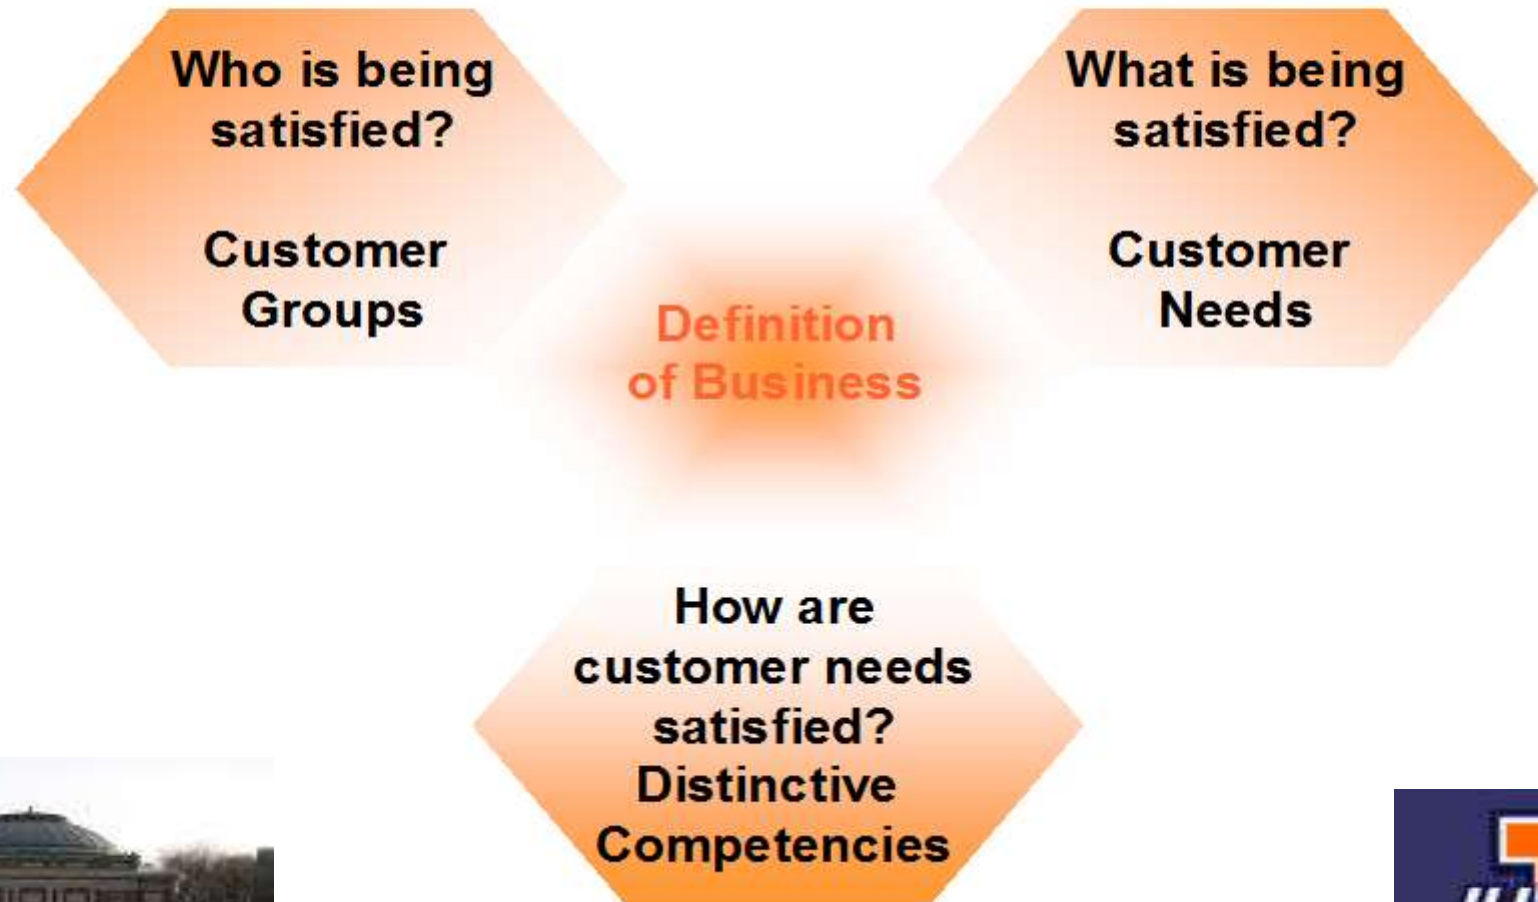 Who is being
satisfied?
Customer
Groups
What is being
satisfied?
Customer
Needs
Definition
of Business
How are
customer needs
satisfied?
Distinctive
Competencies